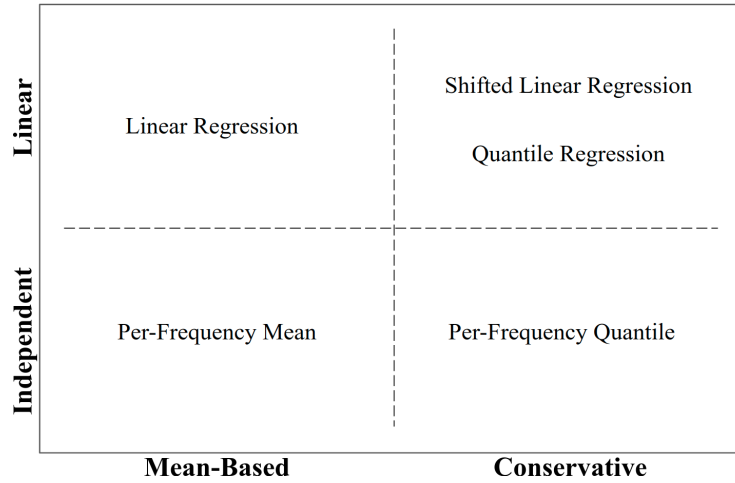 Linear
Linear Regression
Shifted Linear Regression
Quantile Regression
Independent
Per-Frequency Mean
Per-Frequency Quantile
Mean-Based
Conservative